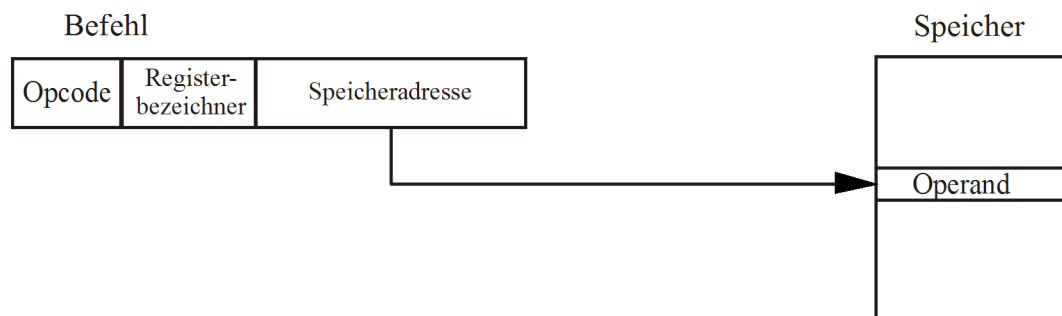 Befehl
Speicher
Opcode
Register-
bezeichner
Speicheradresse
Operand